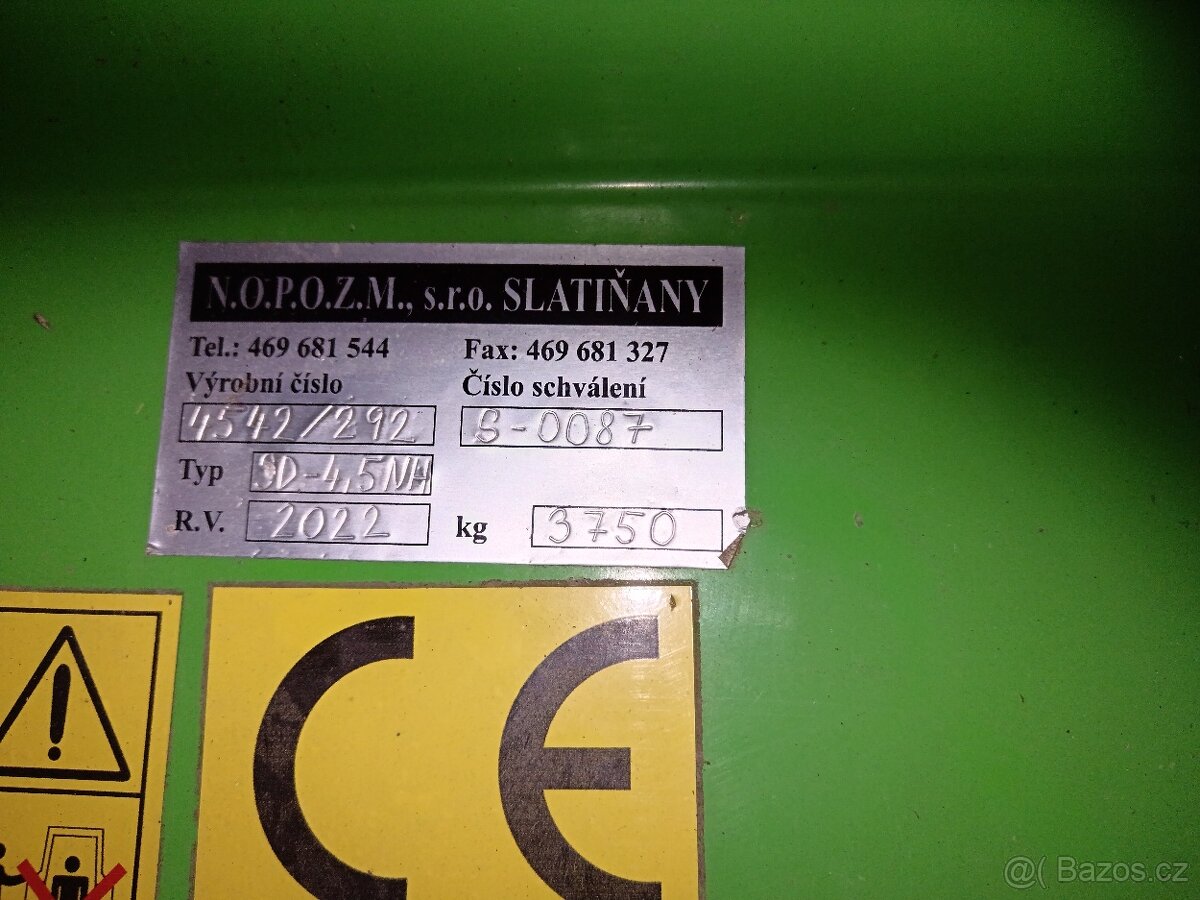 N.O.P.O.Z.M., s.r.o. SLATIŇANY
Tel.: 469 681 544 Fax: 469 681 327
Výrobní číslo Číslo schválení
4542/292 S-0087
Typ SD-4,5NH
R.V. 2022 kg 3750
CE
@( Bazos.cz